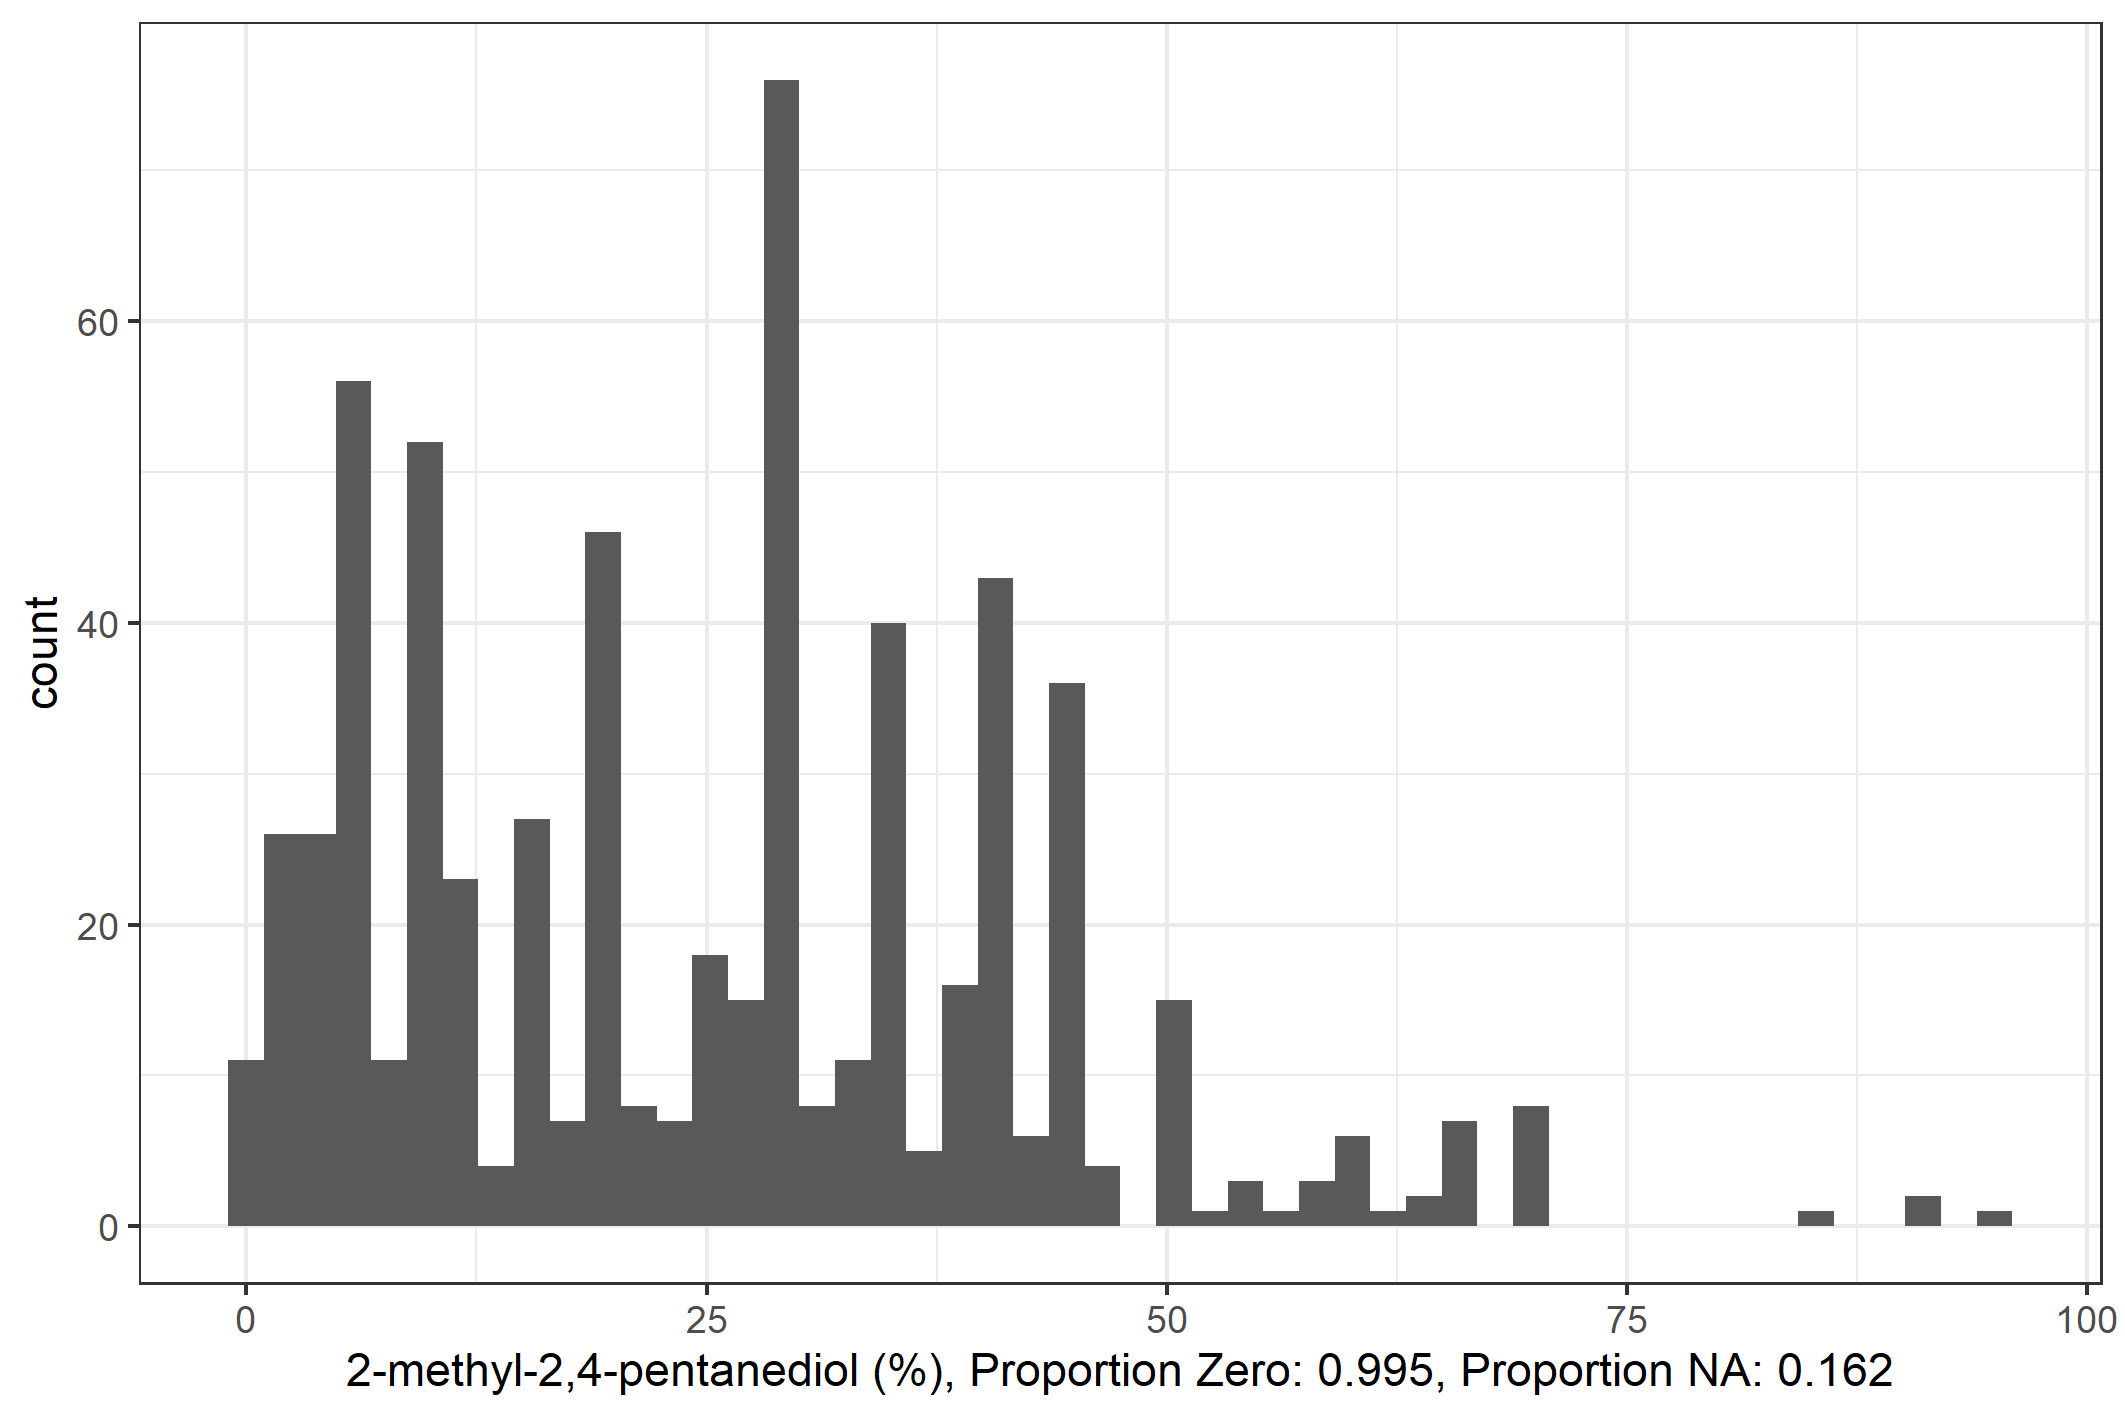 count
60
40
20
0
0 25 50 75 100
2-methyl-2,4-pentanediol (%), Proportion Zero: 0.995, Proportion NA: 0.162